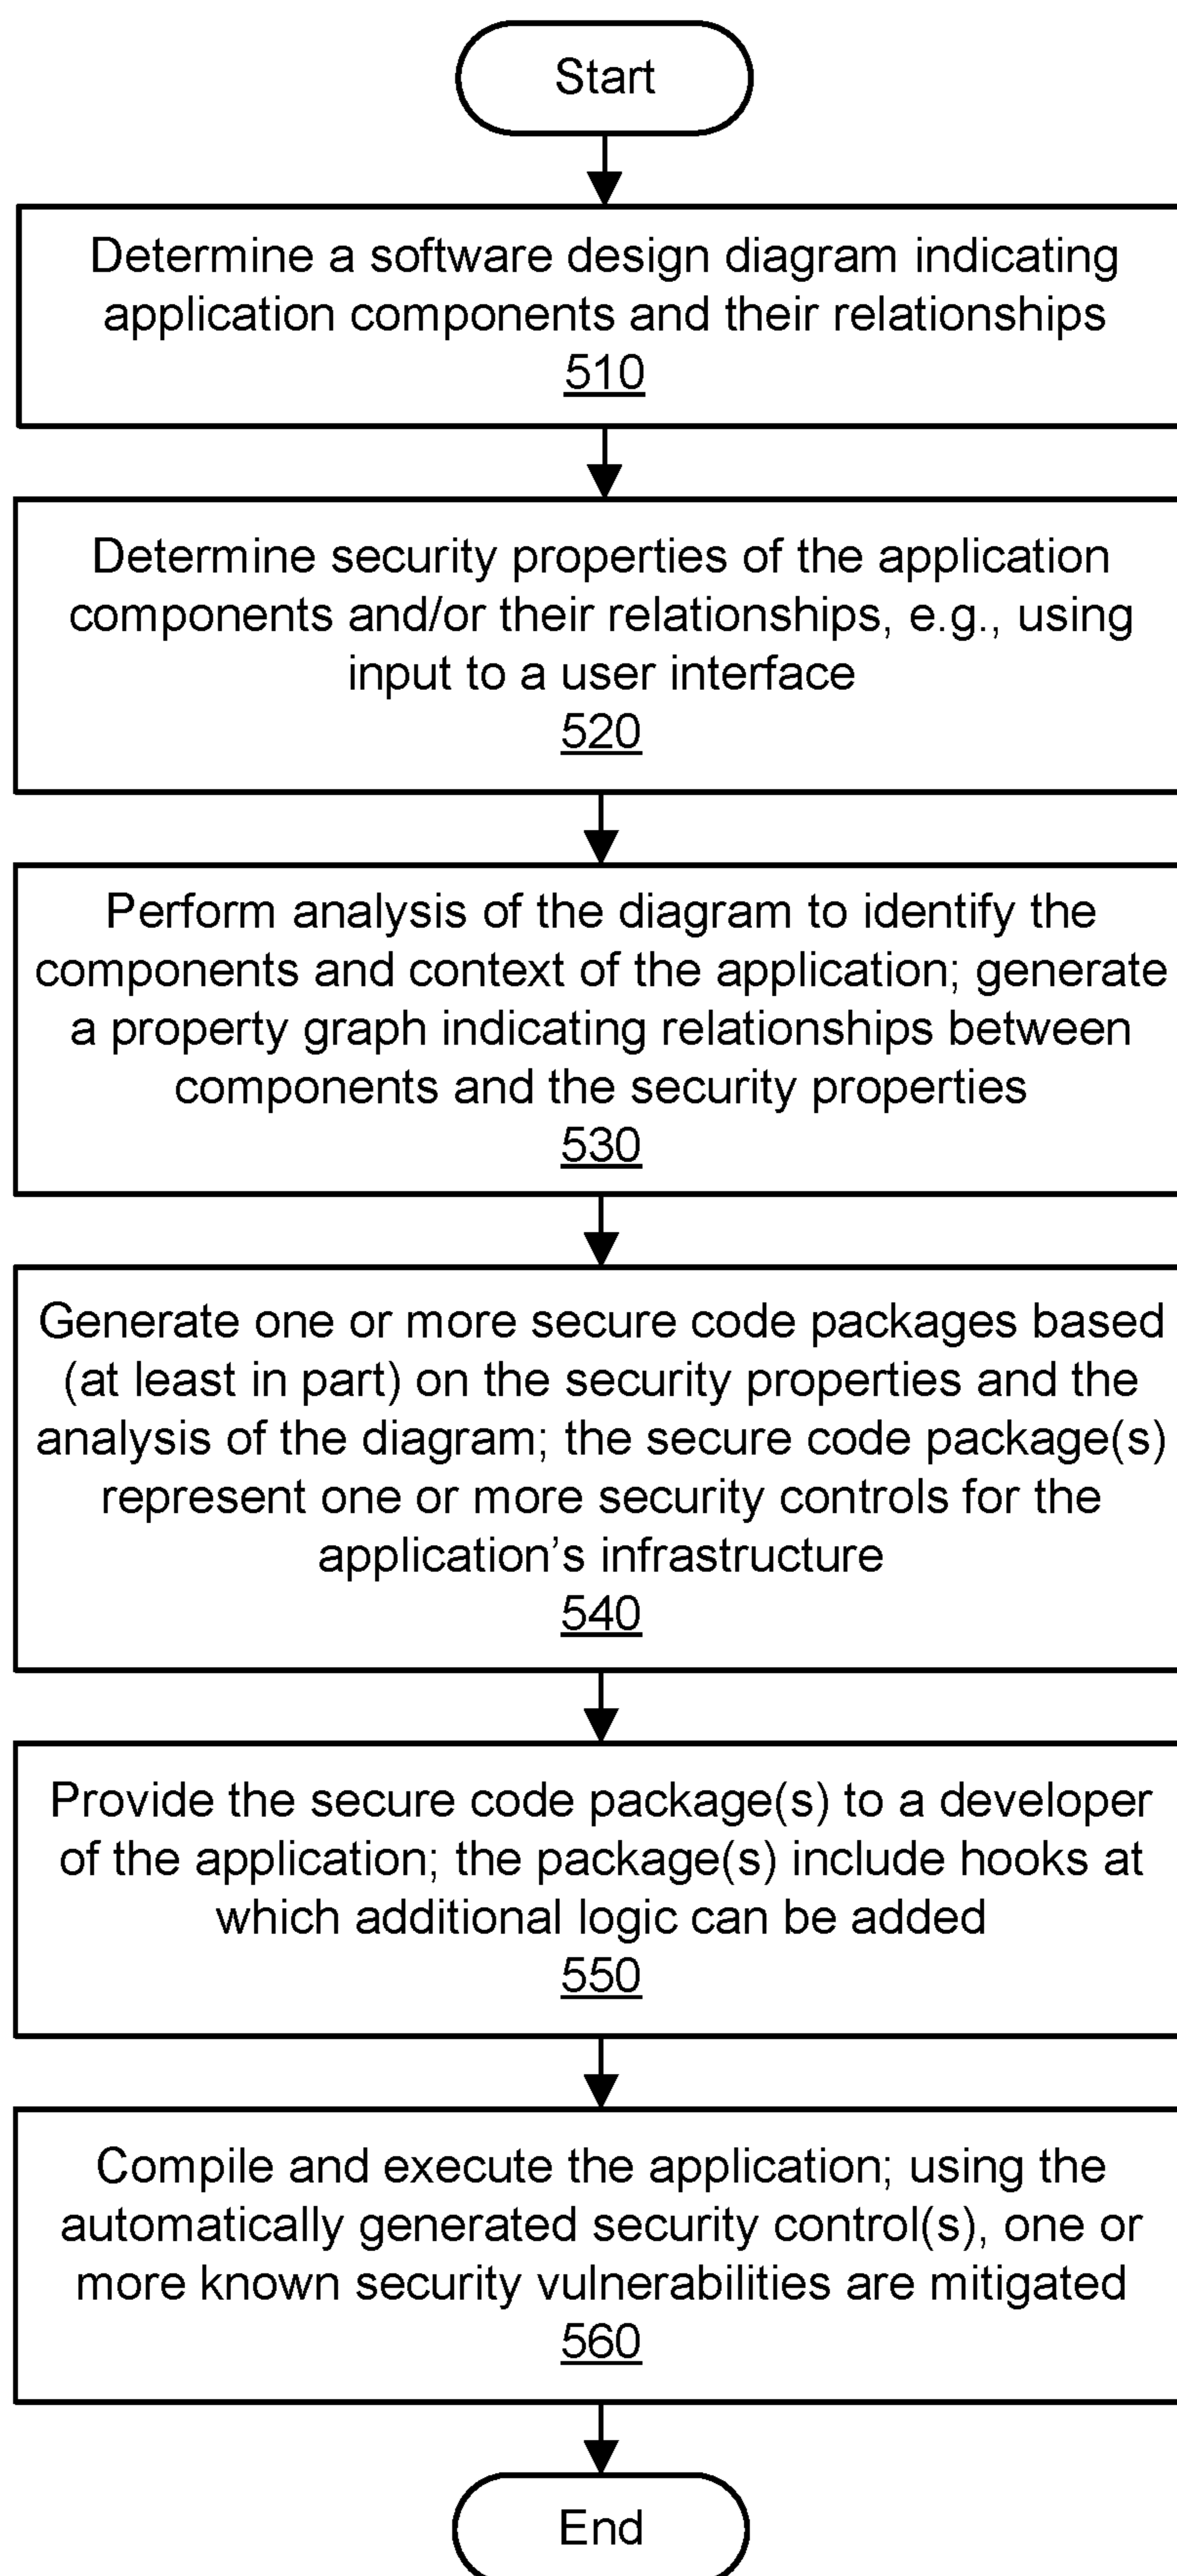 Start
Determine a software design diagram indicating
application components and their relationships
510
Determine security properties of the application
components and/or their relationships, e.g., using
input to a user interface
520
Perform analysis of the diagram to identify the
components and context of the application; generate
a property graph indicating relationships between
components and the security properties
530
Generate one or more secure code packages based
(at least in part) on the security properties and the
analysis of the diagram; the secure code package(s)
represent one or more security controls for the
application’s infrastructure
540
Provide the secure code package(s) to a developer
of the application; the package(s) include hooks at
which additional logic can be added
550
Compile and execute the application; using the
automatically generated security control(s), one or
more known security vulnerabilities are mitigated
560
End